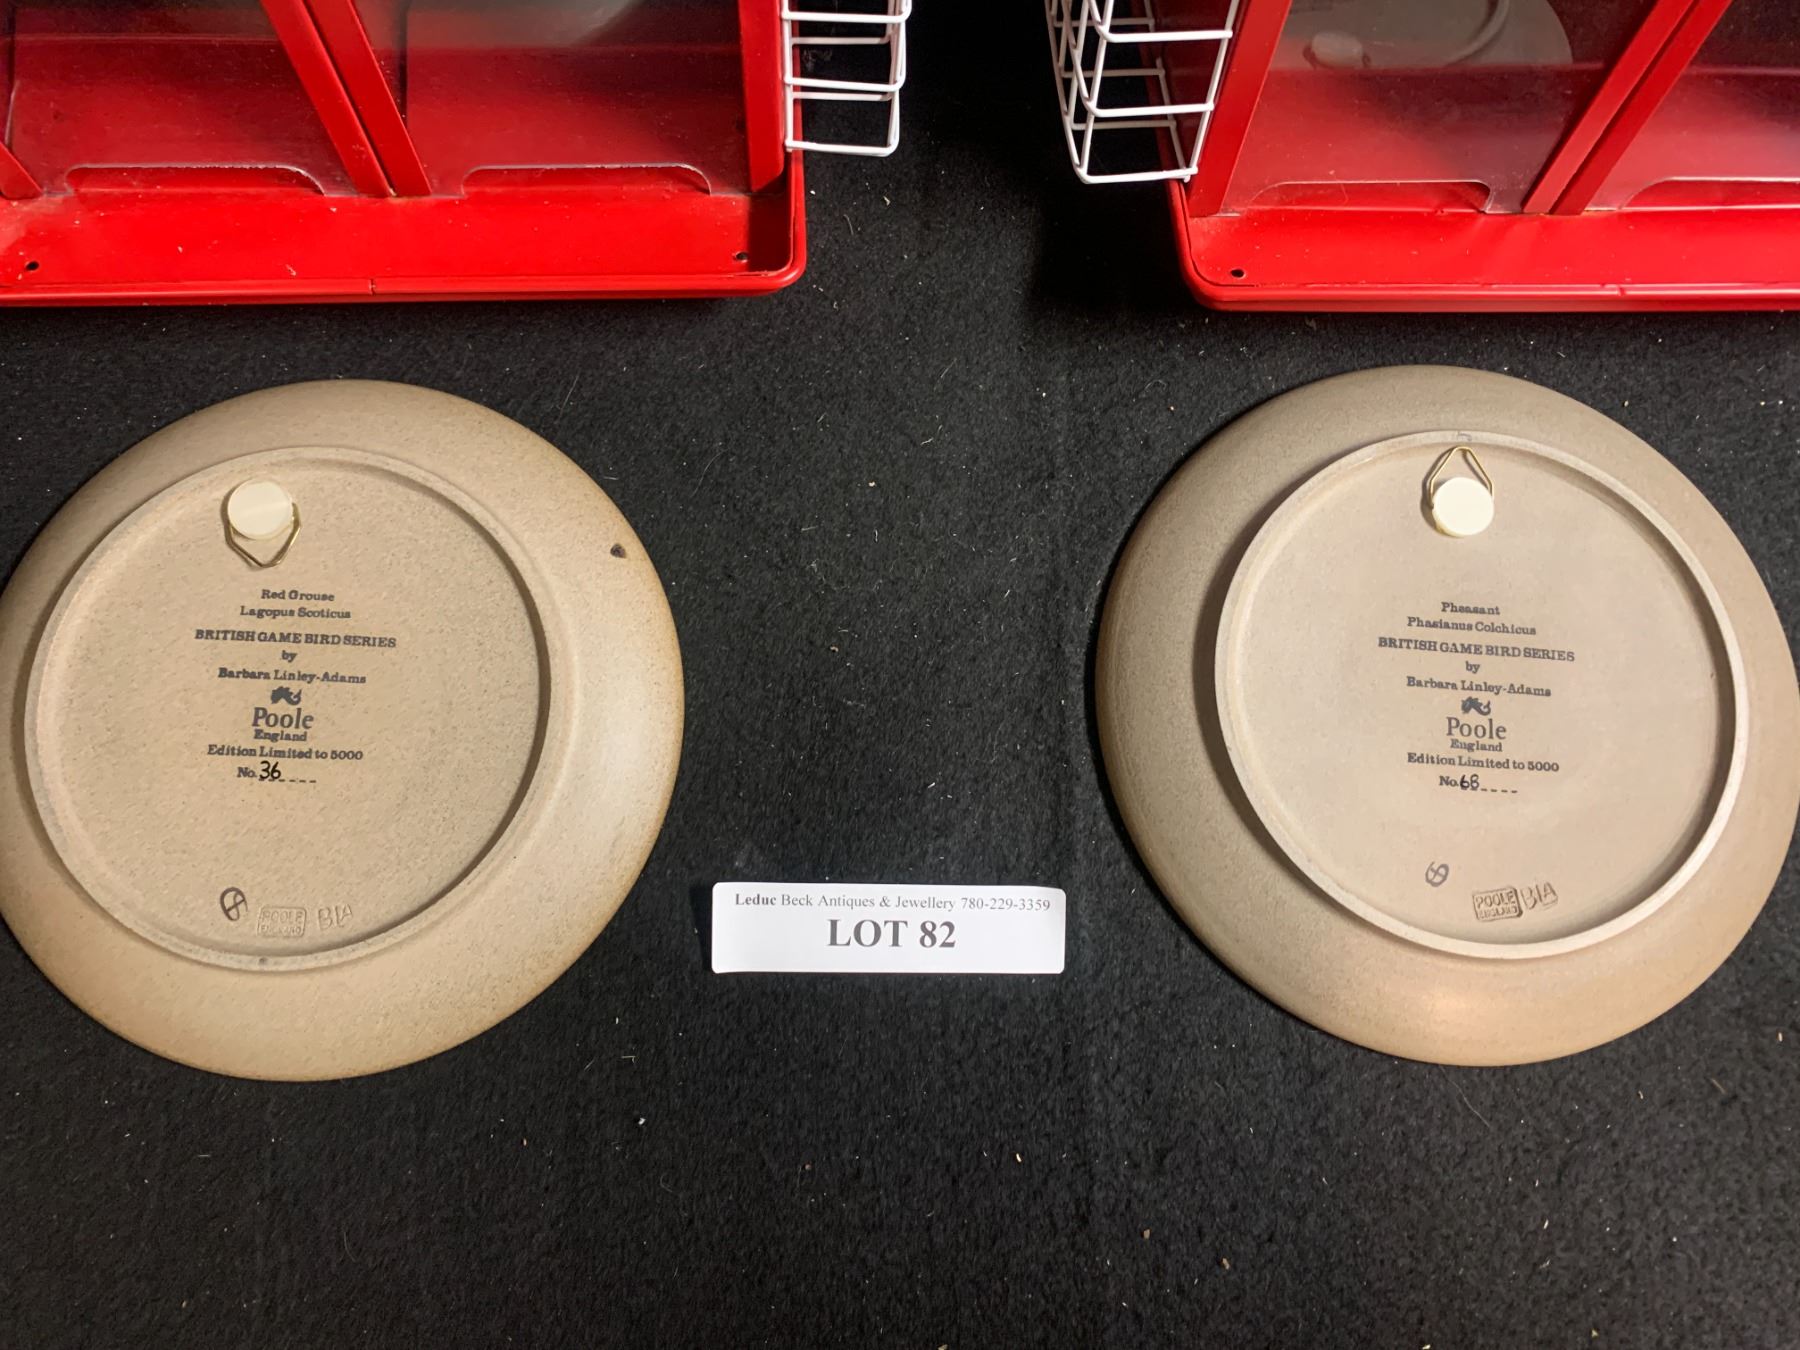 Red Grouse
Lagopus Scoticus
BRITISH GAME BIRD SERIES
by
Barbara Linley-Adams
Poole
England
Edition Limited to 5000
No. 36
POOLE
ENGLAND
BLA
Pheasant
Phasianus Colchicus
BRITISH GAME BIRD SERIES
by
Barbara Linley-Adams
Poole
England
Edition Limited to 5000
No. 68
POOLE
ENGLAND
BLA
Leduc Beck Antiques & Jewellery 780-229-3359
LOT 82